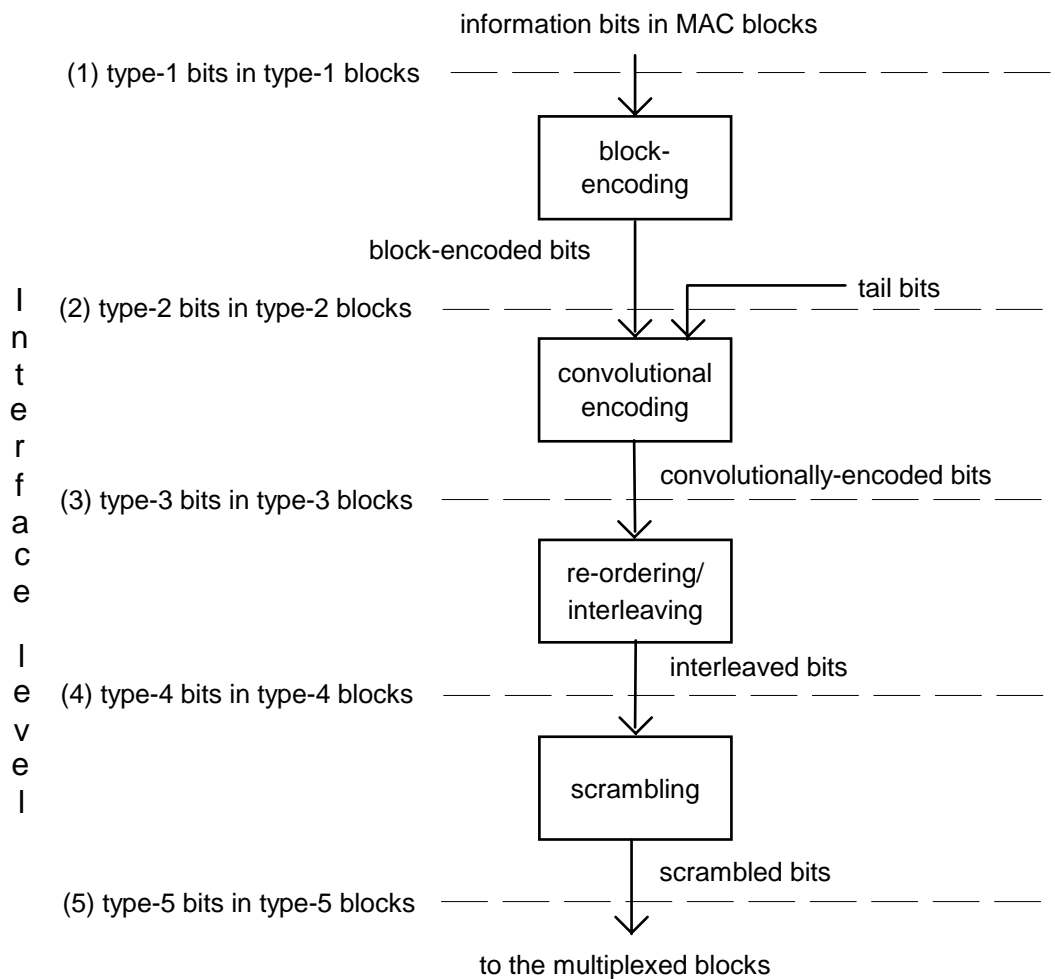 information bits in MAC blocks
(1) type-1 bits in type-1 blocks
block-
encoding
block-encoded bits
tail bits
(2) type-2 bits in type-2 blocks
convolutional
encoding
convolutionally-encoded bits
(3) type-3 bits in type-3 blocks
re-ordering/
interleaving
interleaved bits
(4) type-4 bits in type-4 blocks
scrambling
scrambled bits
(5) type-5 bits in type-5 blocks
to the multiplexed blocks
Interface level